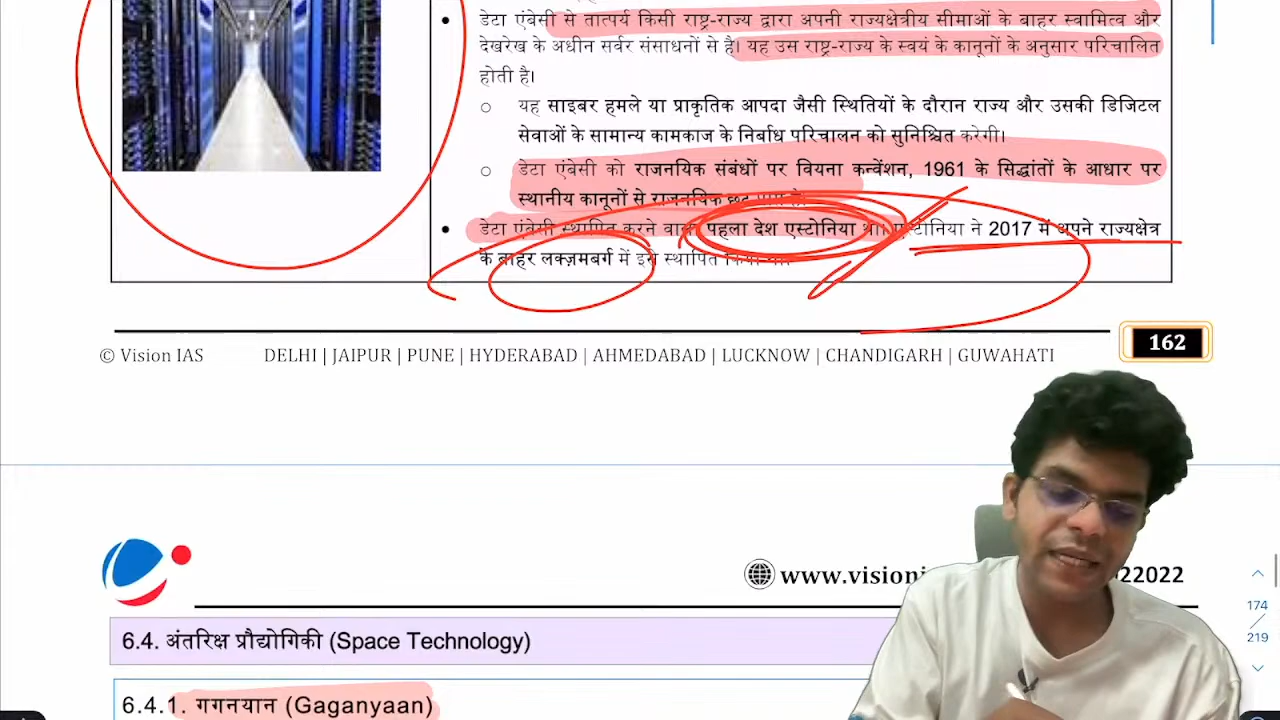 डेटा एंबेसी से तात्पर्य किसी राष्ट्र-राज्य द्वारा अपनी राज्यक्षेत्रीय सीमाओं के बाहर स्वामित्व और
देखरेख के अधीन सर्वर संसाधनों से है। यह उस राष्ट्र-राज्य के स्वयं के कानूनों के अनुसार परिचालित
होती है।
यह साइबर हमले या प्राकृतिक आपदा जैसी स्थितियों के दौरान राज्य और उसकी डिजिटल
सेवाओं के सामान्य कामकाज के निर्बाध परिचालन को सुनिश्चित करेगी।
डेटा एंबेसी को राजनयिक संबंधों पर वियना कन्वेंशन, 1961 के सिद्धांतों के आधार पर
स्थानीय कानूनों से राजनयिक छूट
डेटा एंबेसी स्थापित करने वाला पहला देश एस्टोनिया था। एस्टोनिया ने 2017 में अपने राज्यक्षेत्र
के बाहर लक्ज़मबर्ग में इसे स्थापित किया था।
162
© Vision IAS DELHI | JAIPUR | PUNE | HYDERABAD | AHMEDABAD | LUCKNOW | CHANDIGARH | GUWAHATI
www.visioni 22022
174
219
6.4. अंतरिक्ष प्रौद्योगिकी (Space Technology)
6.4.1. गगनयान (Gaganyaan)